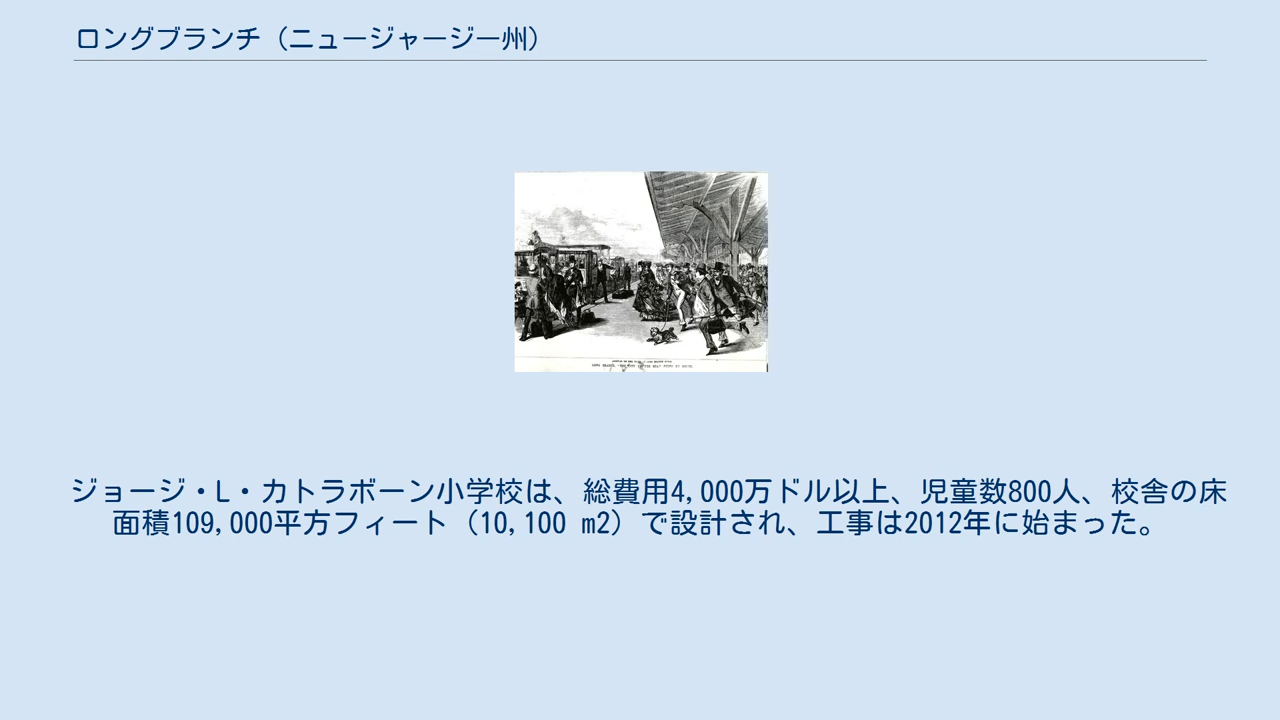 ロングブランチ（ニュージャージー州）
ジョージ・L・カトラボーン小学校は、総費用4,000万ドル以上、児童数800人、校舎の床
面積109,000平方フィート（10,100 m2）で設計され、工事は2012年に始まった。